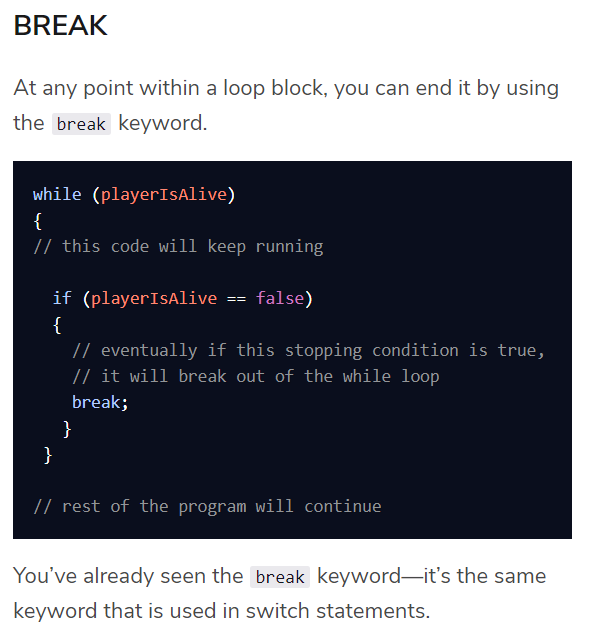 BREAK
At any point within a loop block, you can end it by using
the break keyword.
while (playerIsAlive)
{
// this code will keep running
if (playerIsAlive == false)
{
// eventually if this stopping condition is true,
// it will break out of the while loop
break;
}
}
// rest of the program will continue
You’ve already seen the break keyword—it’s the same
keyword that is used in switch statements.